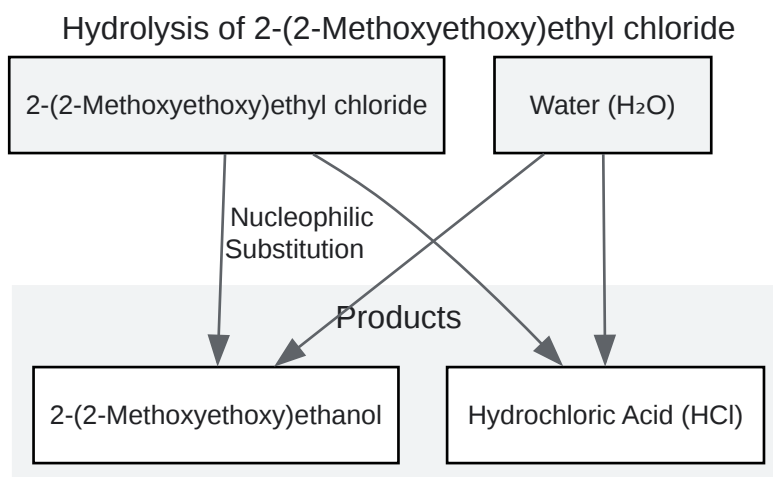 Hydrolysis of 2-(2-Methoxyethoxy)ethyl chloride
2-(2-Methoxyethoxy)ethyl chloride
Water (H₂O)
Nucleophilic
Substitution
Products
2-(2-Methoxyethoxy)ethanol
Hydrochloric Acid (HCl)